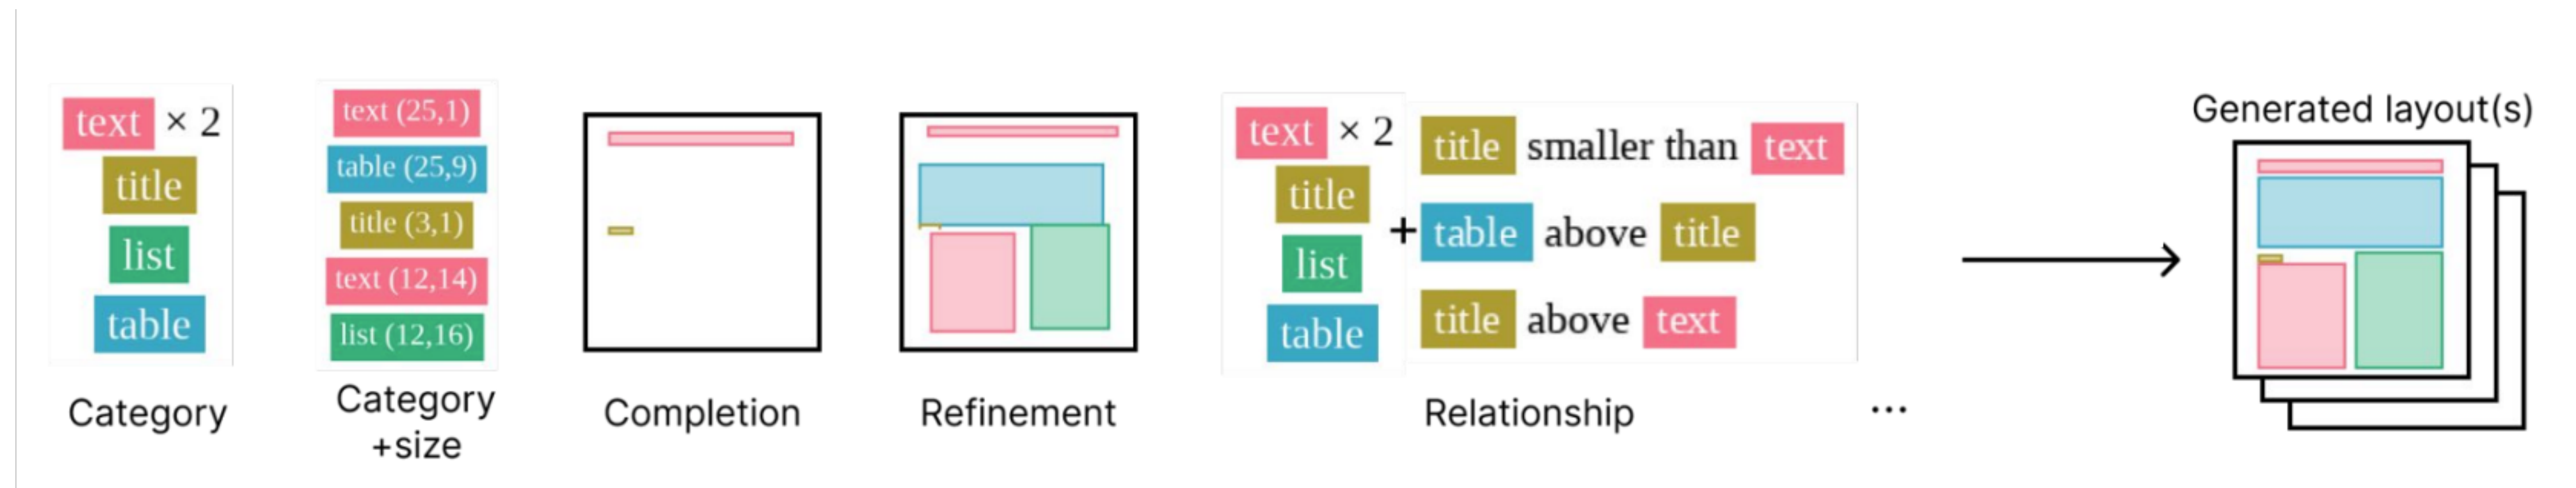 text × 2
title
list
table
Category
text (25,1)
table (25,9)
title (3,1)
text (12,14)
list (12,16)
Category
+size
Completion
Refinement
text × 2
title
list
table
+
title smaller than text
table above title
title above text
Relationship
...
Generated layout(s)